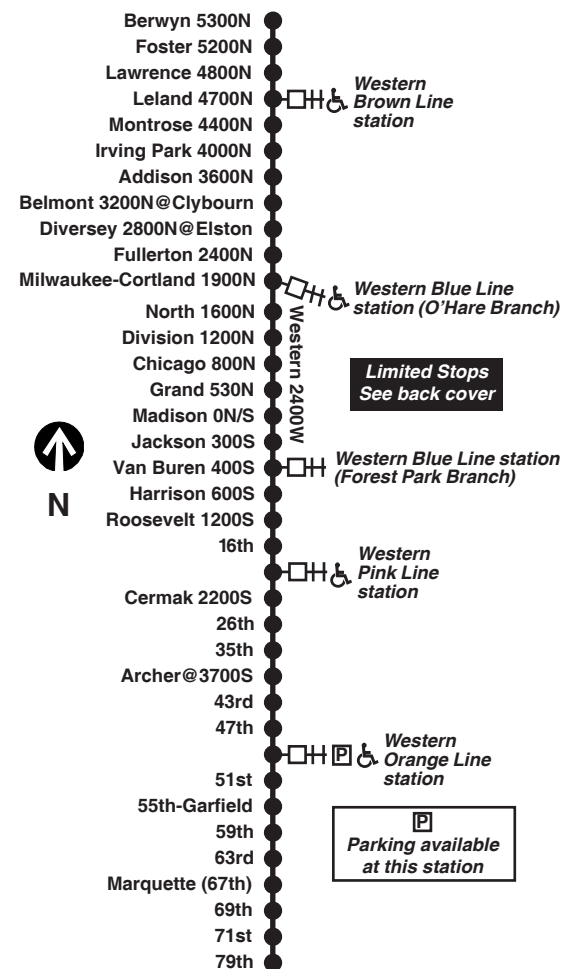 Berwyn 5300N
Foster 5200N
Lawrence 4800N
Leland 4700N
Western
Brown Line
station
Montrose 4400N
Irving Park 4000N
Addison 3600N
Belmont 3200N@Clybourn
Diversey 2800N@Elston
Fullerton 2400N
Milwaukee-Cortland 1900N
Western Blue Line
station (O'Hare Branch)
North 1600N
Western 2400W
Division 1200N
Chicago 800N
Limited Stops
See back cover
Grand 530N
Madison 0N/S
Jackson 300S
N
Van Buren 400S
Western Blue Line station
(Forest Park Branch)
Harrison 600S
Roosevelt 1200S
16th
Western
Pink Line
station
Cermak 2200S
26th
35th
Archer@3700S
43rd
47th
P
Western
Orange Line
station
51st
55th-Garfield
59th
63rd
P
Parking available
at this station
Marquette (67th)
69th
71st
79th